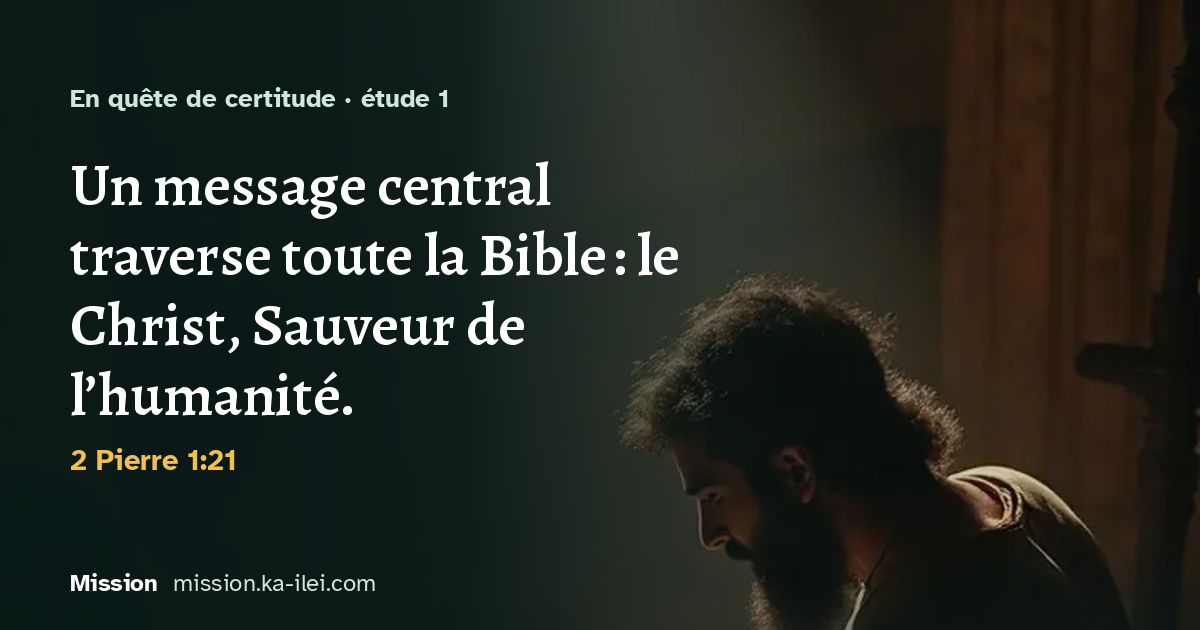 En quête de certitude · étude 1
Un message central
traverse toute la Bible : le
Christ, Sauveur de
l’humanité.
2 Pierre 1:21
Mission mission.ka-ilei.com